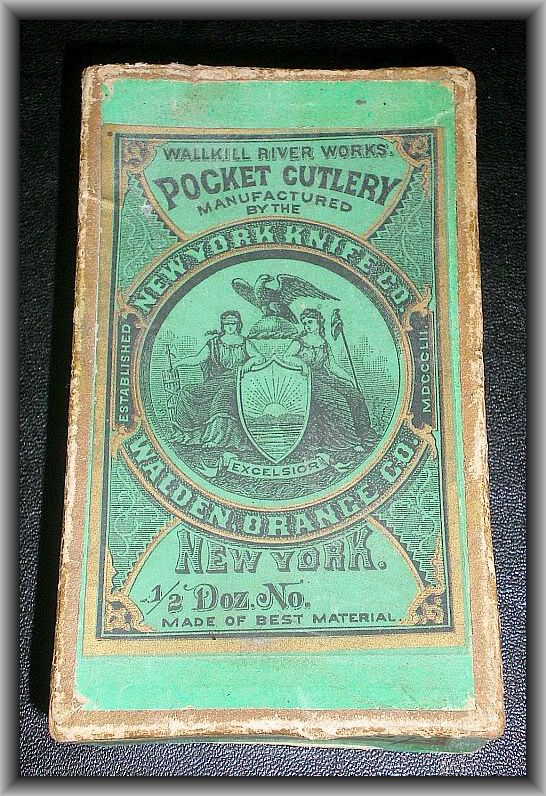 WALLKILL RIVER WORKS.
POCKET CUTLERY
MANUFACTURED
BY THE
NEW YORK KNIFE CO.
ESTABLISHED
MDCCCLII.
EXCELSIOR
WALDEN, ORANGE CO.
NEW YORK.
1/2 Doz. No.
MADE OF BEST MATERIAL.